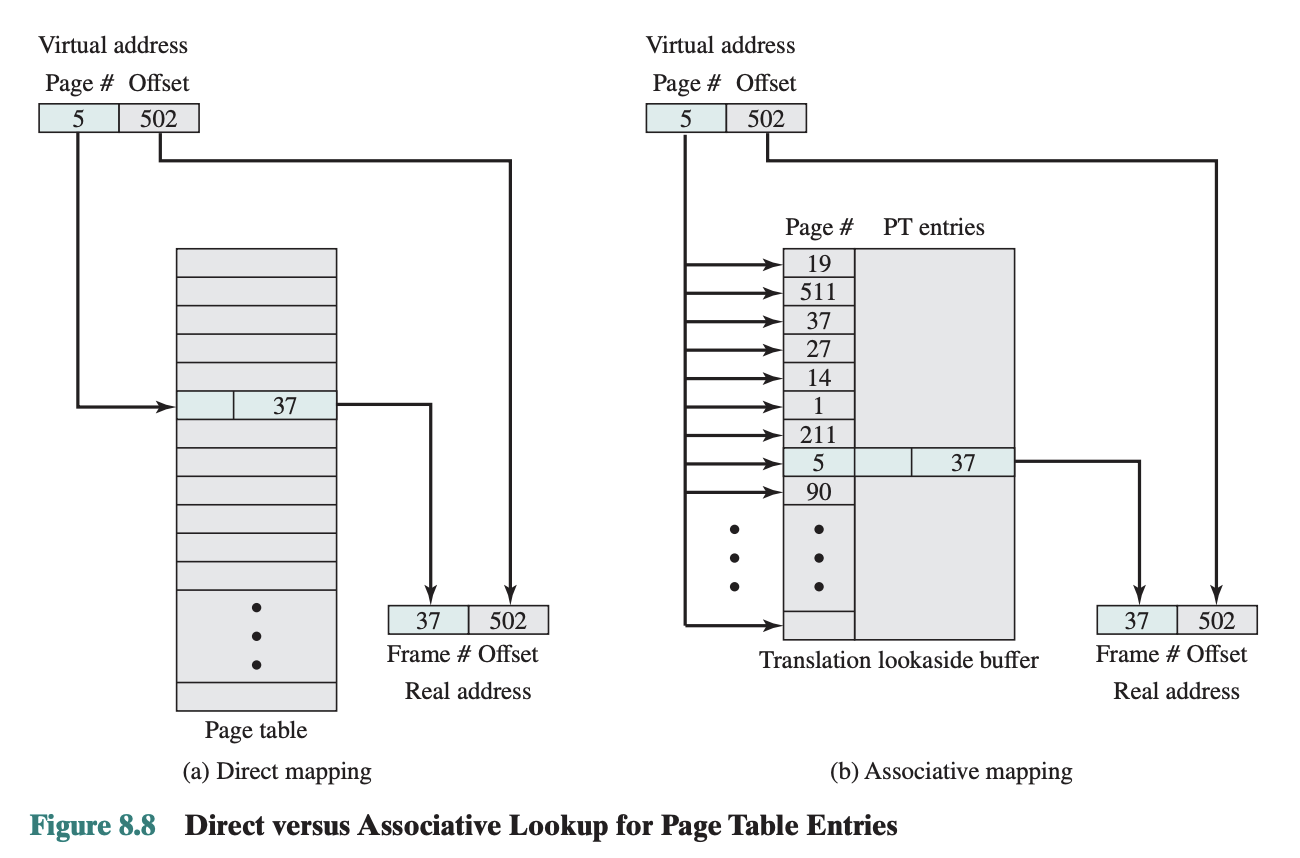 Virtual address
Page # Offset
5 502
37
37 502
Frame # Offset
Real address
Page table
(a) Direct mapping
Virtual address
Page # Offset
5 502
Page # PT entries
19
511
37
27
14
1
211
5 37
90
37 502
Frame # Offset
Real address
Translation lookaside buffer
(b) Associative mapping
Figure 8.8 Direct versus Associative Lookup for Page Table Entries